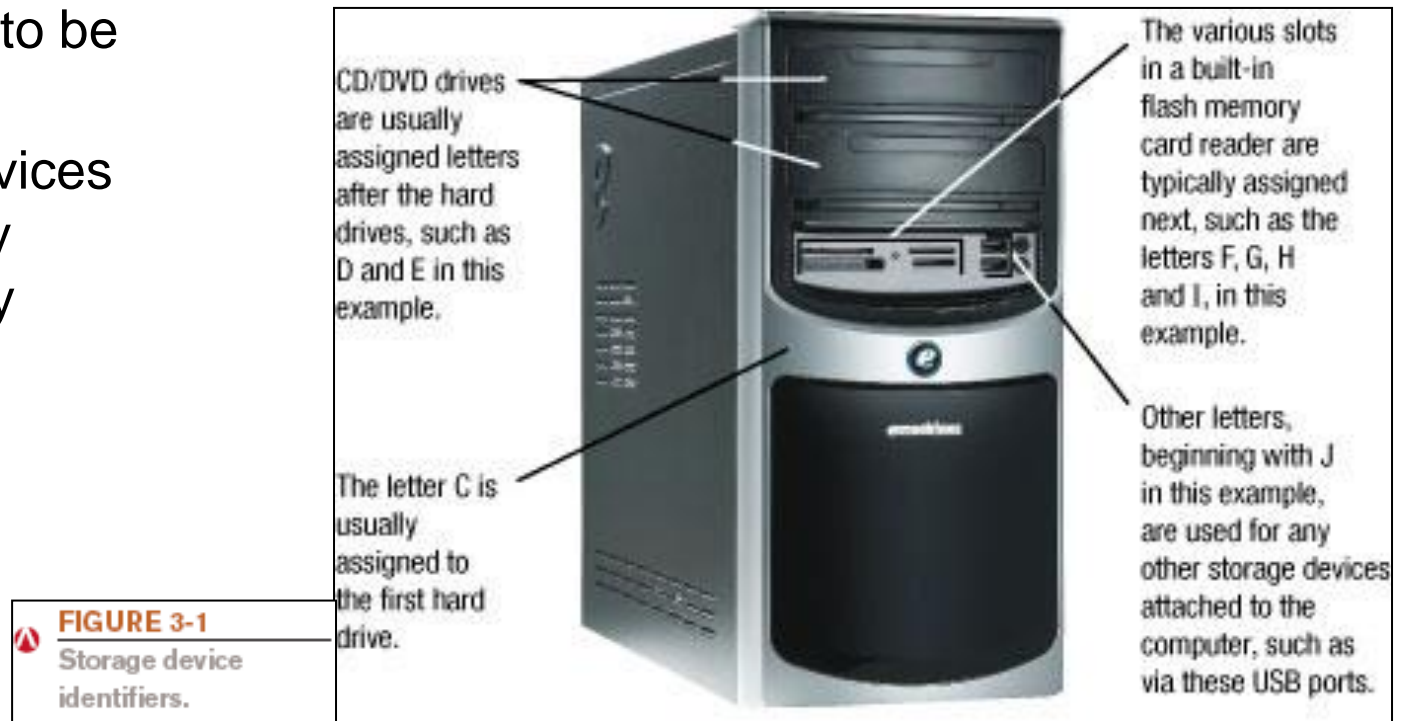 to be
vices
y
y
CD/DVD drives
are usually
assigned letters
after the hard
drives, such as
D and E in this
example.
The letter C is
usually
assigned to
the first hard
drive.
The various slots
in a built-in
flash memory
card reader are
typically assigned
next, such as the
letters F, G, H
and I, in this
example.
Other letters,
beginning with J
in this example,
are used for any
other storage devices
attached to the
computer, such as
via these USB ports.
e
FIGURE 3-1
Storage device
identifiers.